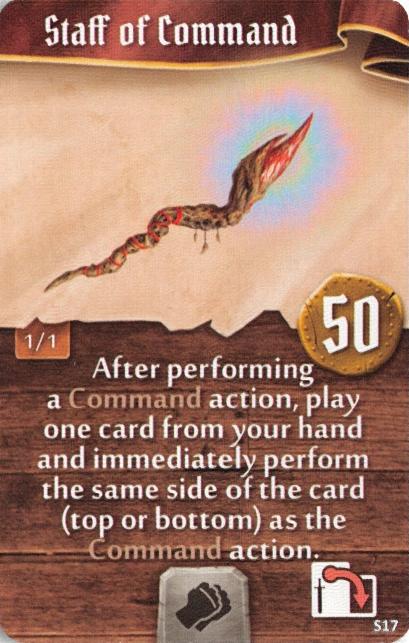 Staff of Command
50
1/1
After performing
a Command action, play
one card from your hand
and immediately perform
the same side of the card
(top or bottom) as the
Command action.
S17